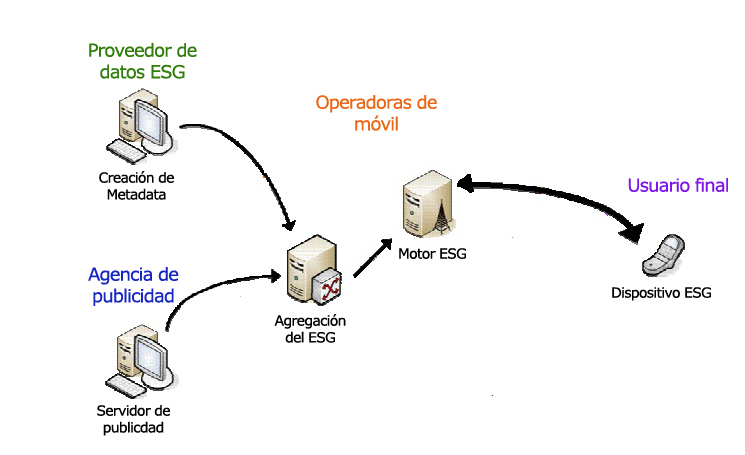 Proveedor de
datos ESG
Creación de
Metadata
Operadoras de
móvil
Motor ESG
Usuario final
Dispositivo ESG
Agencia de
publicidad
Agregación
del ESG
Servidor de
publicdad